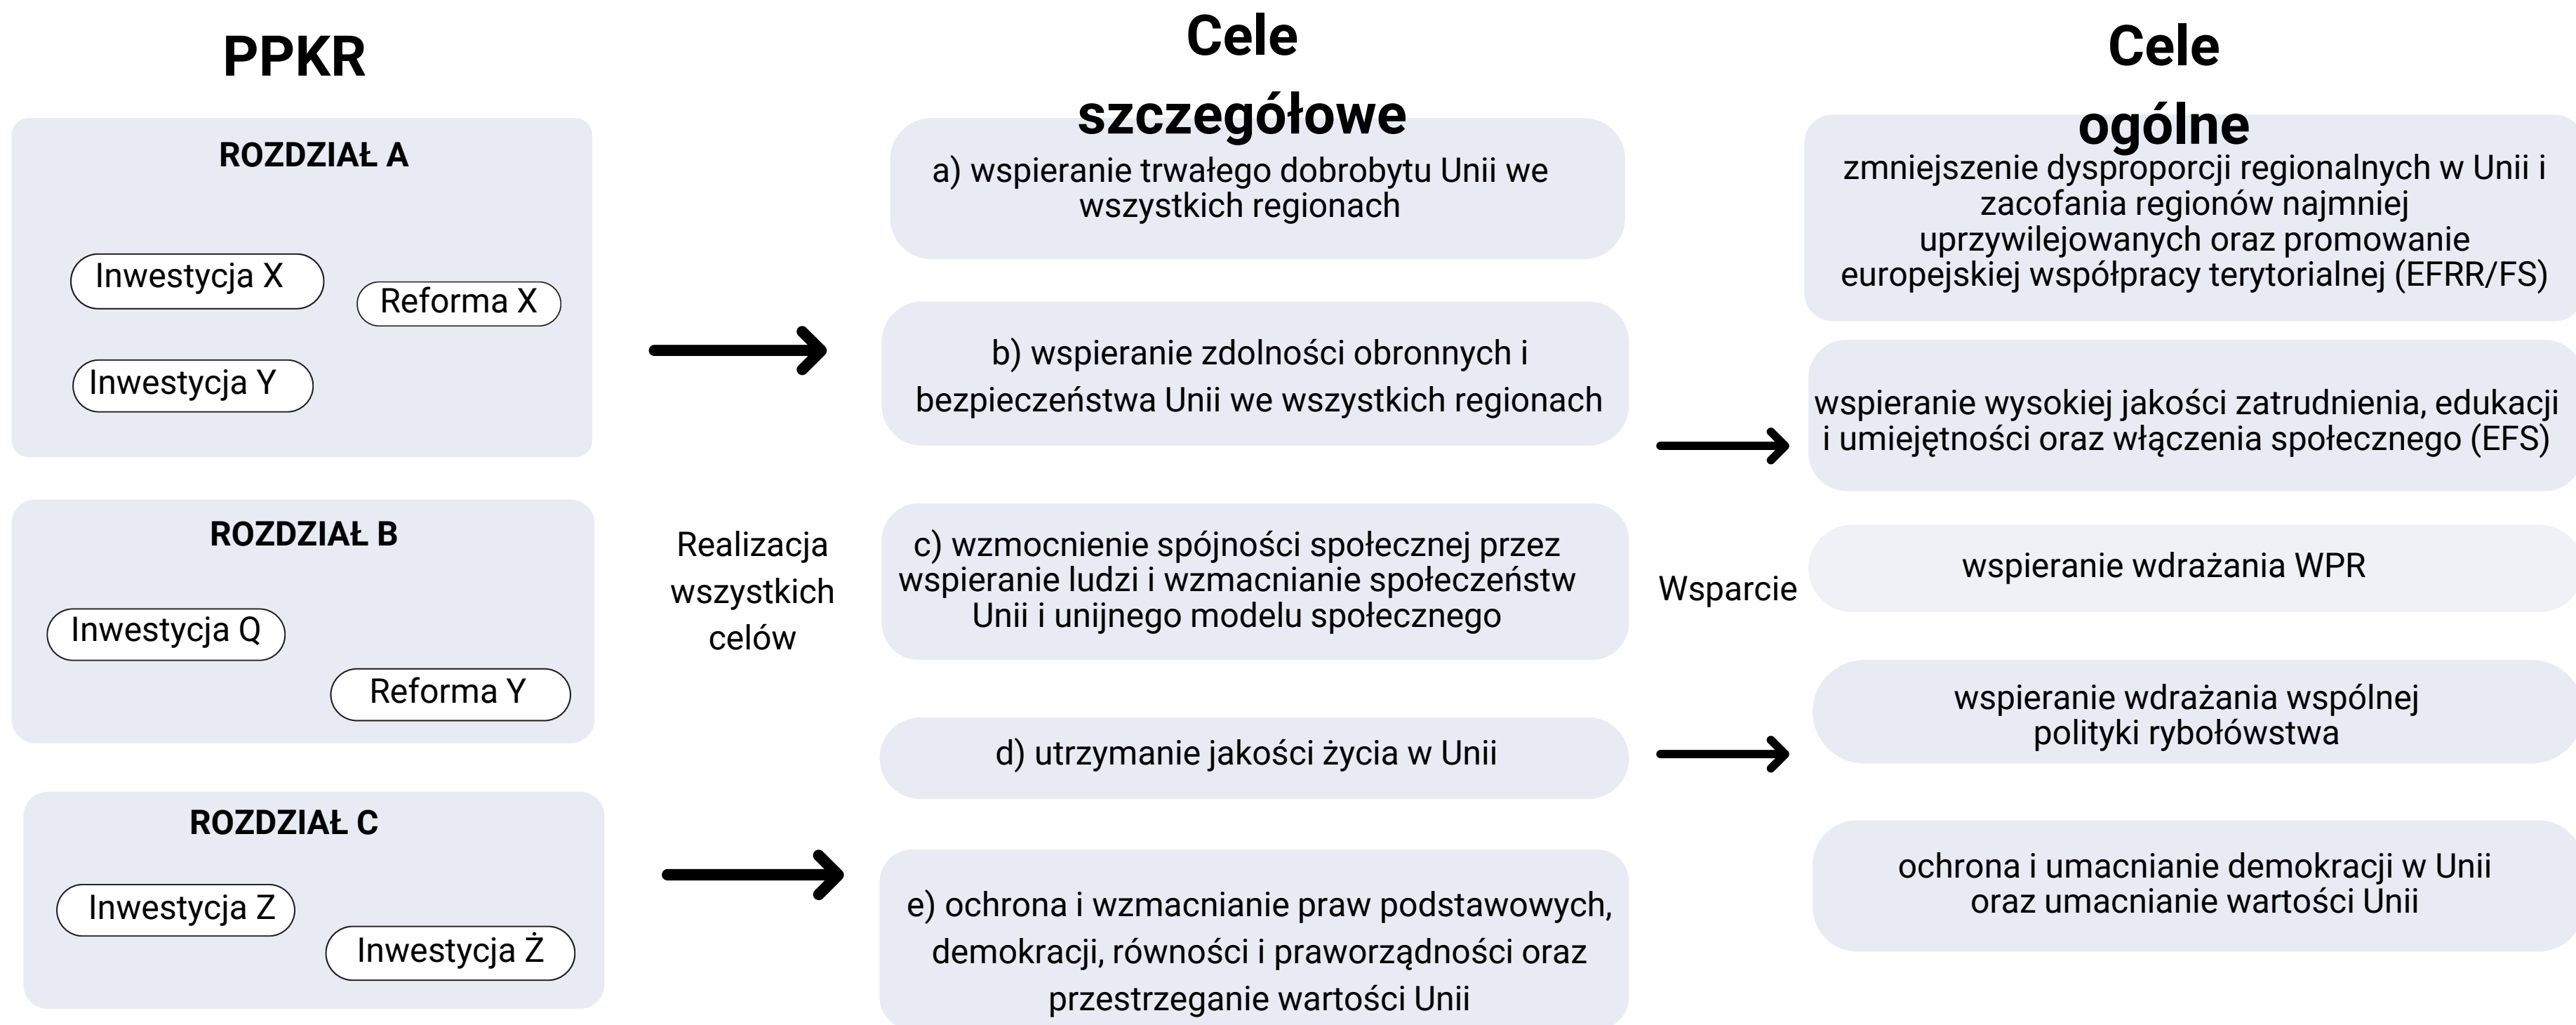 PPKR
ROZDZIAŁ A
Inwestycja X
Reforma X
Inwestycja Y
ROZDZIAŁ B
Inwestycja Q
Reforma Y
ROZDZIAŁ C
Inwestycja Z
Inwestycja Ż
Realizacja
wszystkich
celów
Cele
szczegółowe
a) wspieranie trwałego dobrobytu Unii we
wszystkich regionach
b) wspieranie zdolności obronnych i
bezpieczeństwa Unii we wszystkich regionach
c) wzmocnienie spójności społecznej przez
wspieranie ludzi i wzmacnianie społeczeństw
Unii i unijnego modelu społecznego
d) utrzymanie jakości życia w Unii
e) ochrona i wzmacnianie praw podstawowych,
demokracji, równości i praworządności oraz
przestrzeganie wartości Unii
Wsparcie
Cele
ogólne
zmniejszenie dysproporcji regionalnych w Unii i
zacofania regionów najmniej
uprzywilejowanych oraz promowanie
europejskiej współpracy terytorialnej (EFRR/FS)
wspieranie wysokiej jakości zatrudnienia, edukacji
i umiejętności oraz włączenia społecznego (EFS)
wspieranie wdrażania WPR
wspieranie wdrażania wspólnej
polityki rybołówstwa
ochrona i umacnianie demokracji w Unii
oraz umacnianie wartości Unii